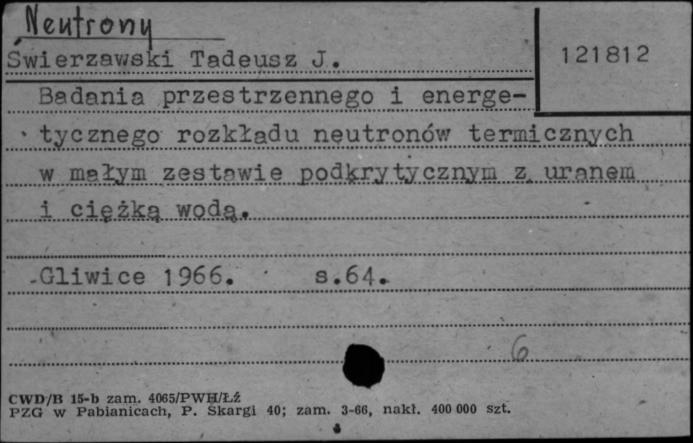 Neutrony
Świerzawski Tadeusz J.
121812
Badania przestrzennego i energe-
tycznego rozkładu neutronów termicznych
w małym zestawie podkrytycznym z uranem
i ciężką wodą.
Gliwice 1966. s.64.
6
CWD/B 15-b zam. 4065/PWH/ŁŹ
PZG w Pabianicach, P. Skargi 40; zam. 3-66, nakł. 400 000 szt.